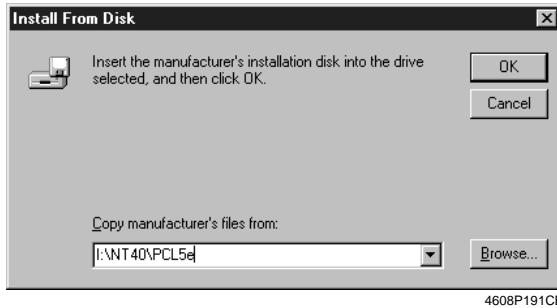 Install From Disk
Insert the manufacturer's installation disk into the drive
selected, and then click OK.
OK
Cancel
Copy manufacturer's files from:
I:\NT40\PCL5e
Browse...
4608P191CI